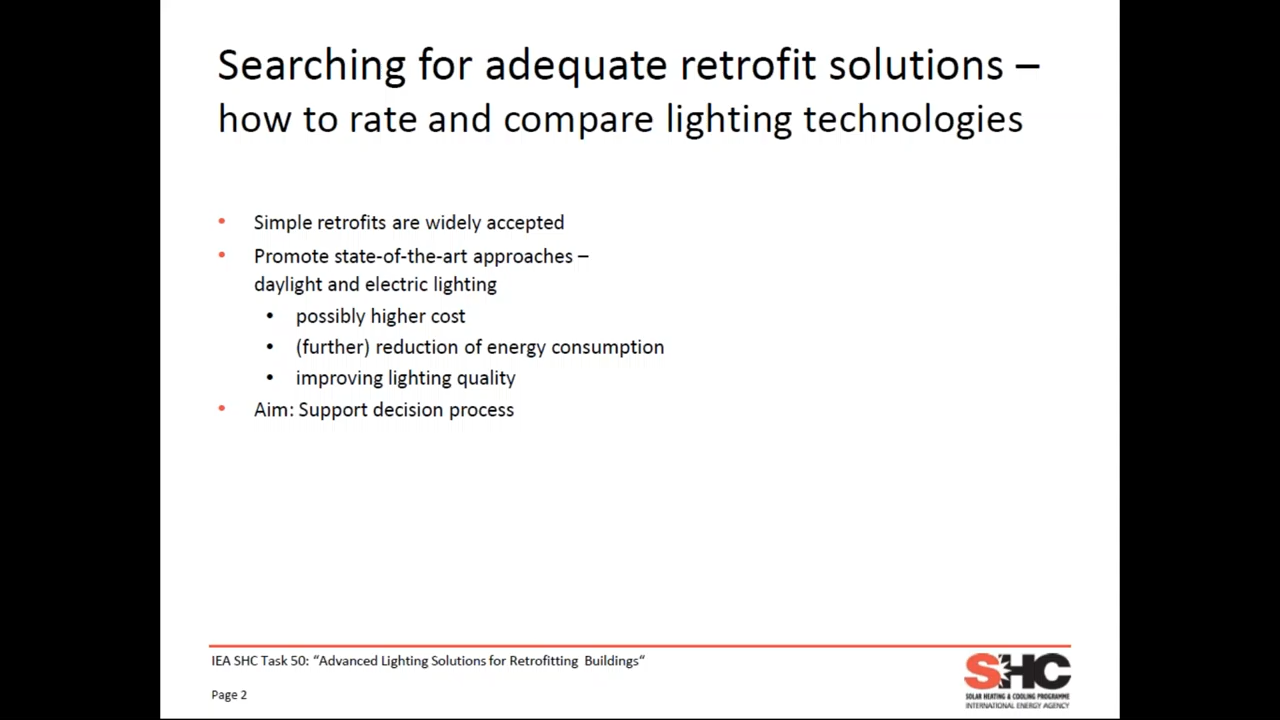 Searching for adequate retrofit solutions –
how to rate and compare lighting technologies
• Simple retrofits are widely accepted
• Promote state-of-the-art approaches –
daylight and electric lighting
• possibly higher cost
• (further) reduction of energy consumption
• improving lighting quality
• Aim: Support decision process
IEA SHC Task 50: “Advanced Lighting Solutions for Retrofitting Buildings“
Page 2
SHC
SOLAR HEATING & COOLING PROGRAMME
INTERNATIONAL ENERGY AGENCY